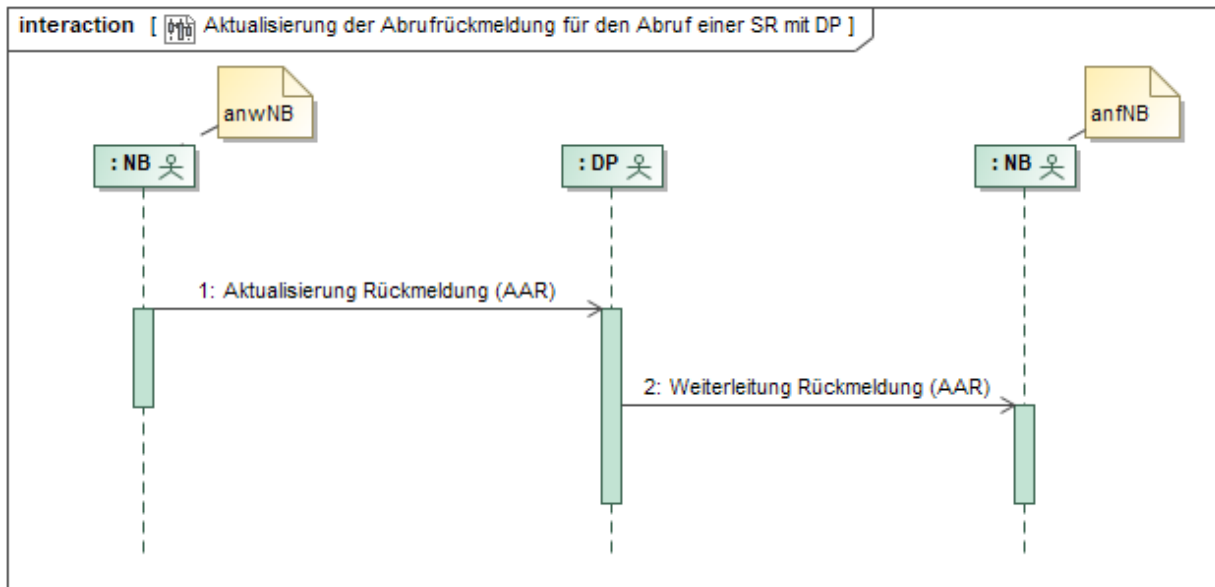 interaction [ Aktualisierung der Abrufrückmeldung für den Abruf einer SR mit DP ]
anwNB
anfNB
: NB
: DP
: NB
1: Aktualisierung Rückmeldung (AAR)
2: Weiterleitung Rückmeldung (AAR)